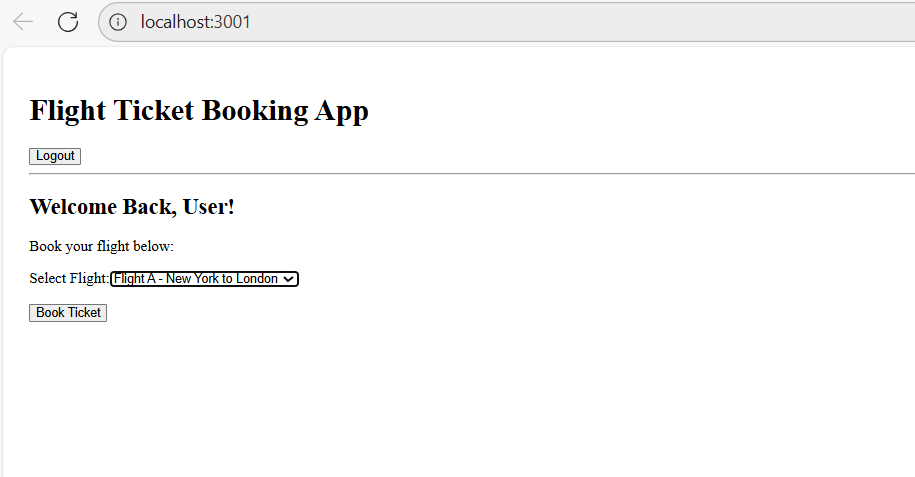 localhost:3001
Flight Ticket Booking App
Logout
Welcome Back, User!
Book your flight below:
Select Flight: Flight A - New York to London
Book Ticket